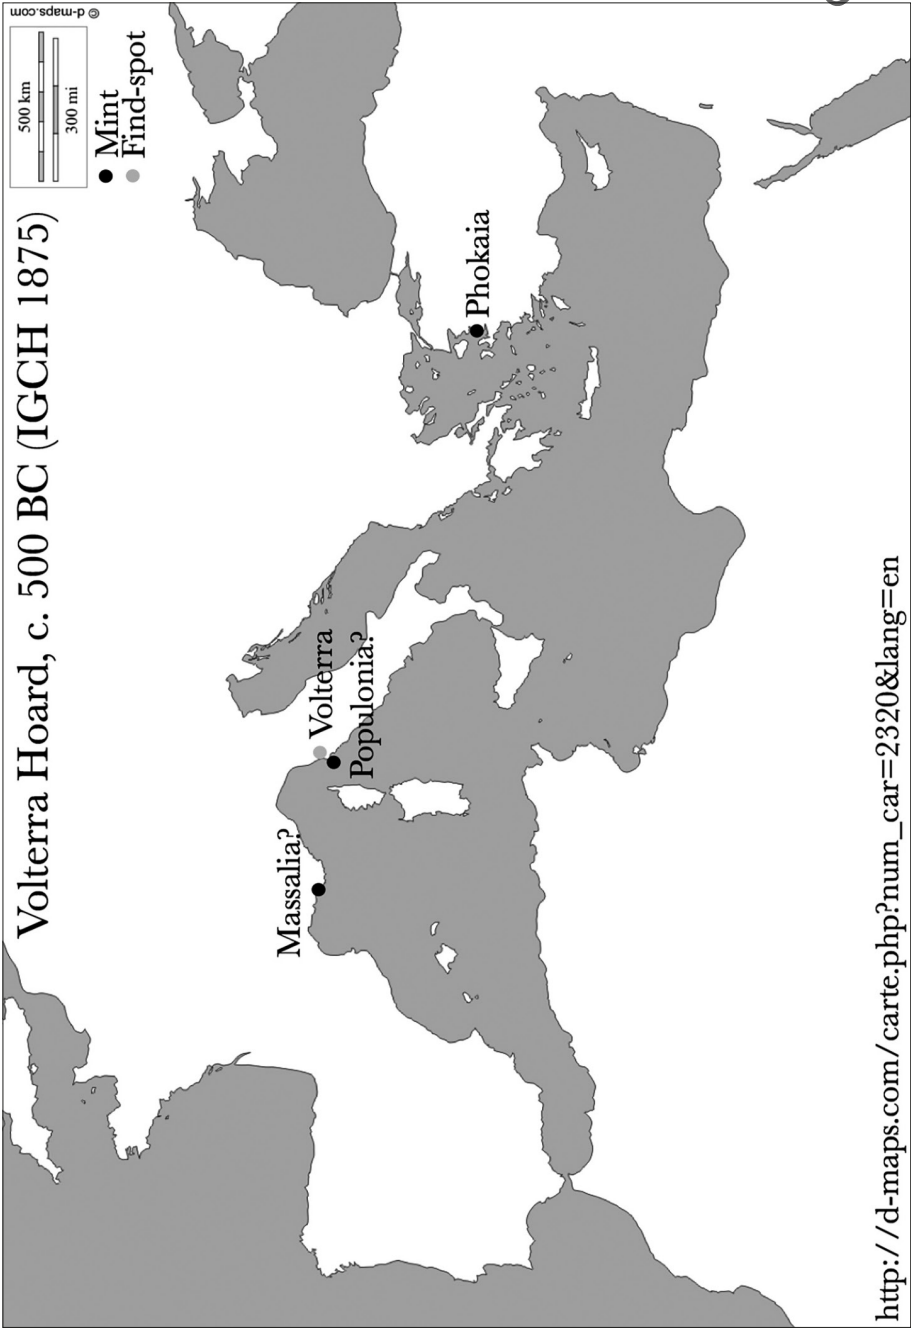 Volterra Hoard, c. 500 BC (IGCH 1875)
© d-maps.com
500 km
300 mi
Mint
Find-spot
Massalia?
Volterra
Populonia?
Phokaia
http://d-maps.com/carte.php?num_car=2320&lang=en